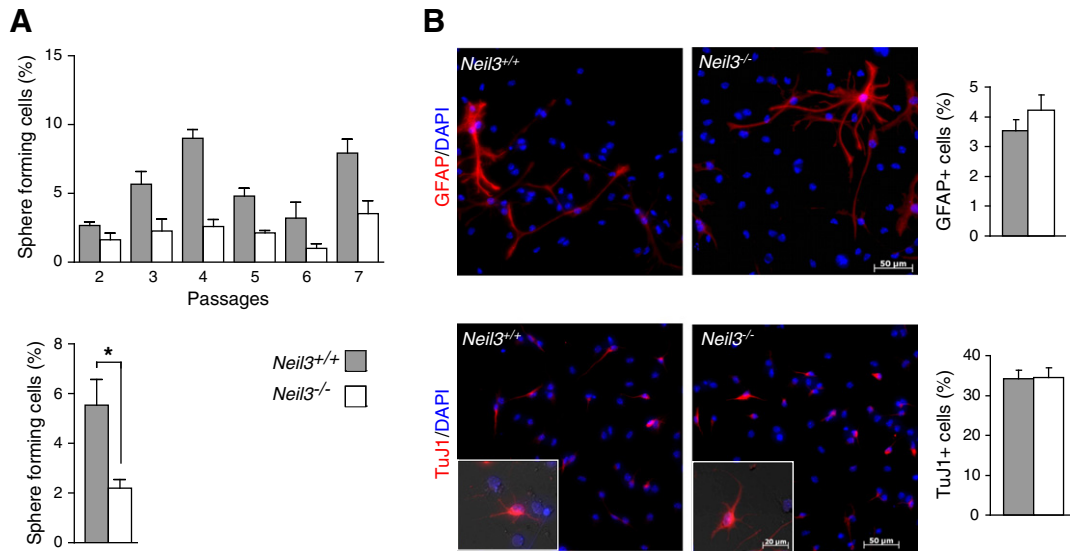 A
Sphere forming cells (%)
15
10
5
0
2 3 4 5 6 7
Passages
Sphere forming cells (%)
8
6
4
2
0
*
Neil3+/+
Neil3-/-
B
GFAP/DAPI
Neil3+/+
Neil3-/-
50 µm
GFAP+ cells (%)
5
4
3
2
1
0
TuJ1/DAPI
Neil3+/+
Neil3-/-
20 µm
50 µm
TuJ1+ cells (%)
40
30
20
10
0